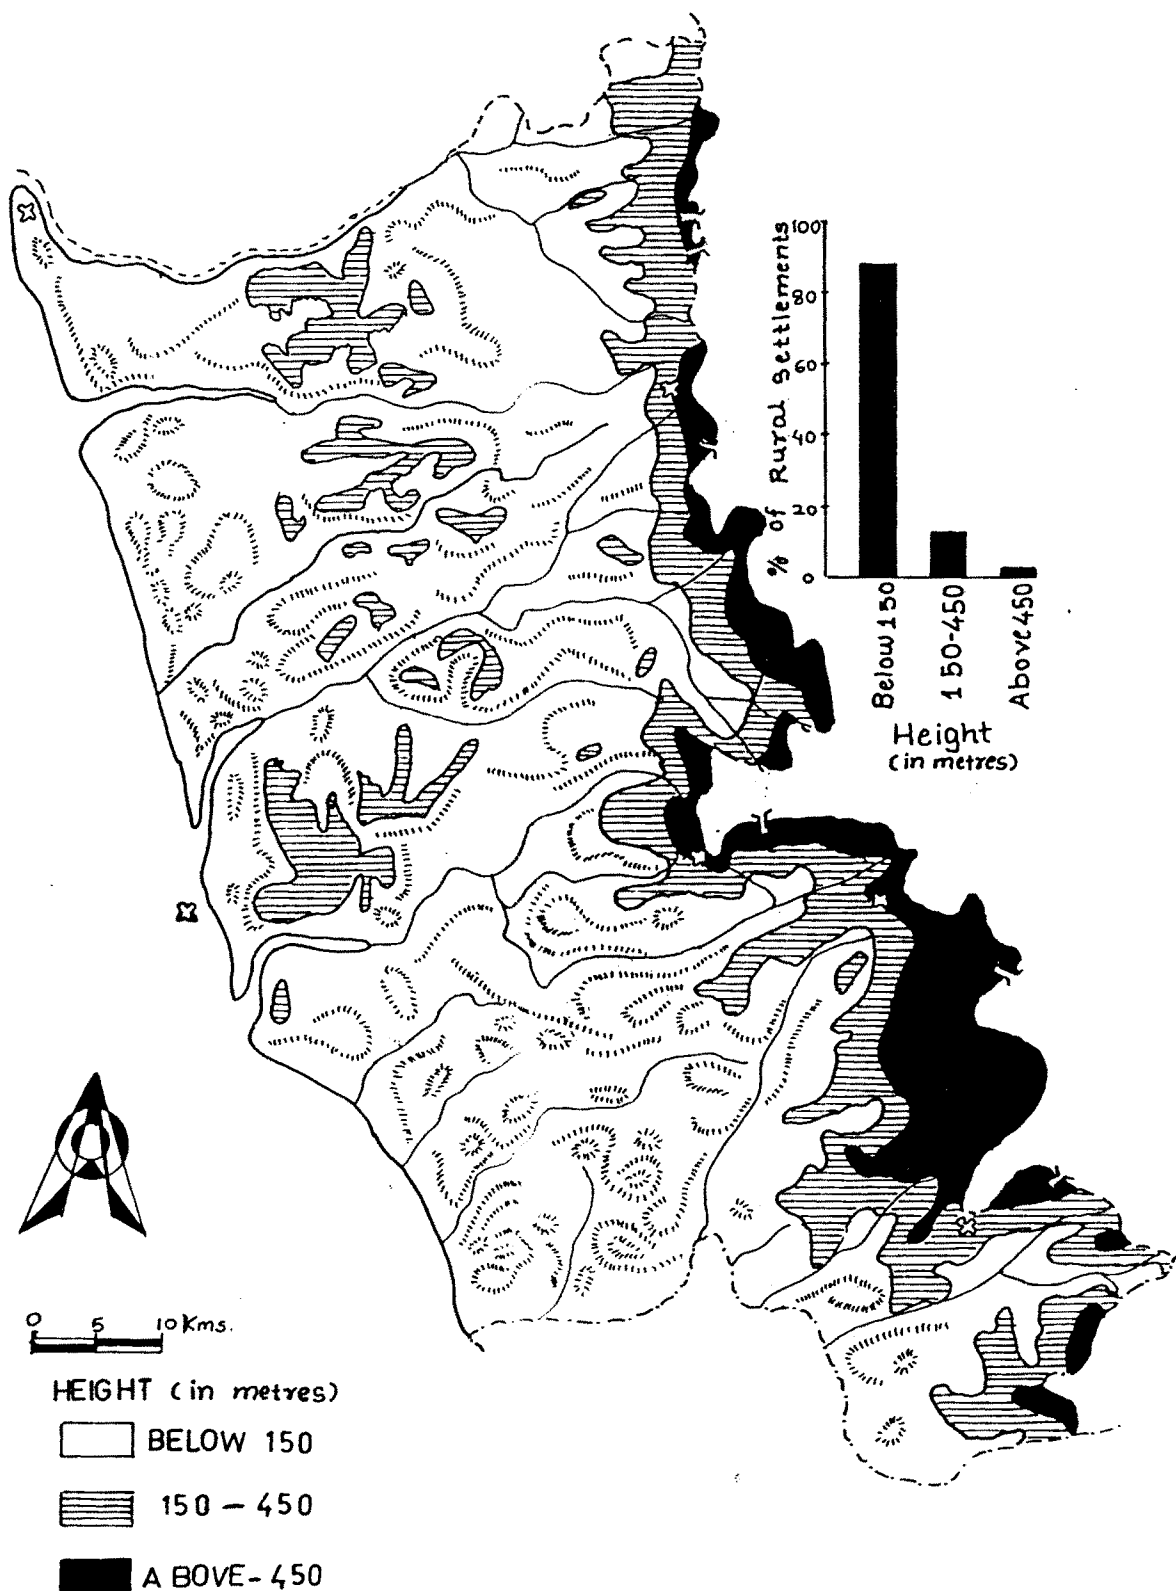 % of Rural settlements
100
80
60
40
20
0
Below 150
150-450
Above 450
Height
(in metres)
0 5 10 Kms.
HEIGHT (in metres)
BELOW 150
150 - 450
ABOVE - 450